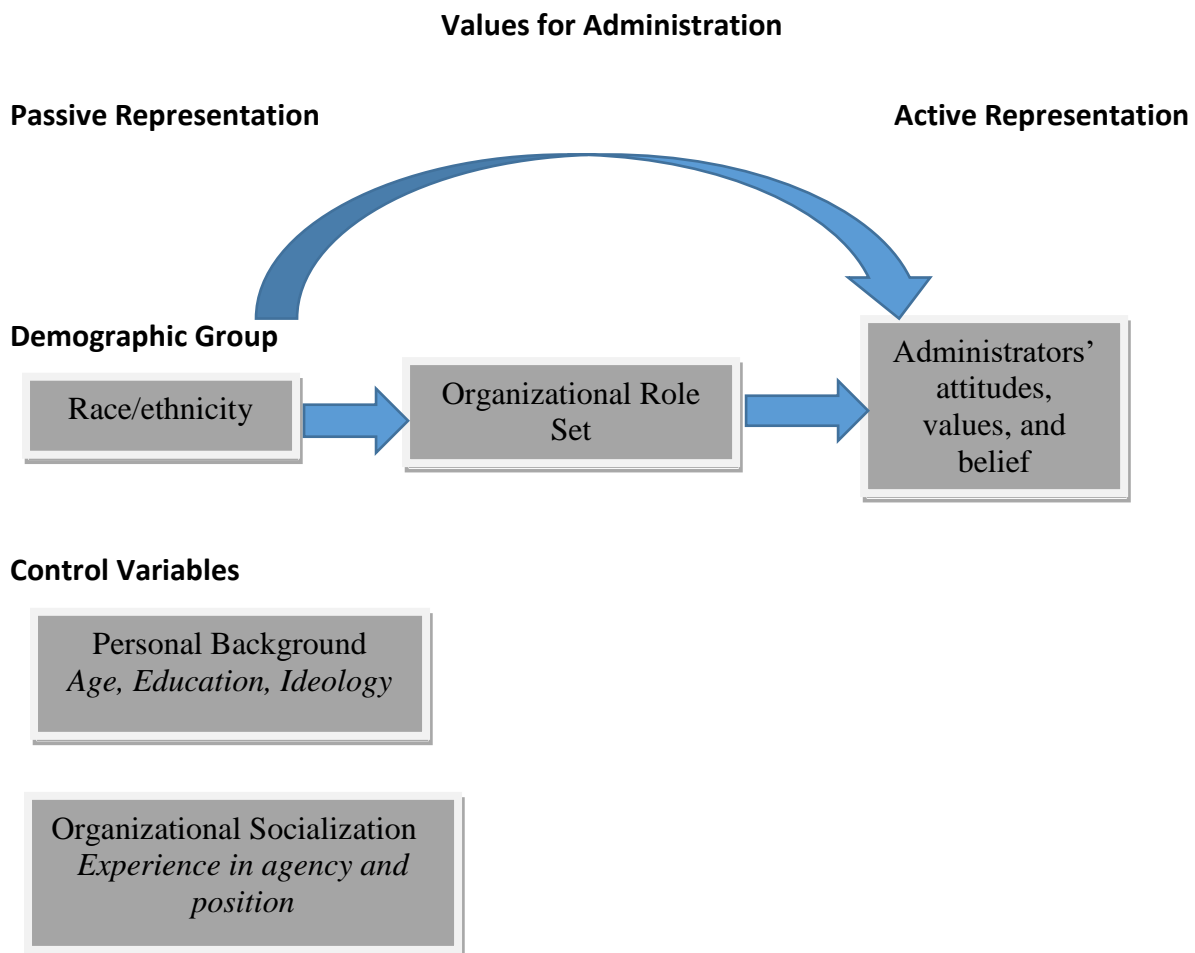 Values for Administration
Passive Representation
Active Representation
Demographic Group
Race/ethnicity
Organizational Role
Set
Administrators’
attitudes,
values, and
belief
Control Variables
Personal Background
Age, Education, Ideology
Organizational Socialization
Experience in agency and
position